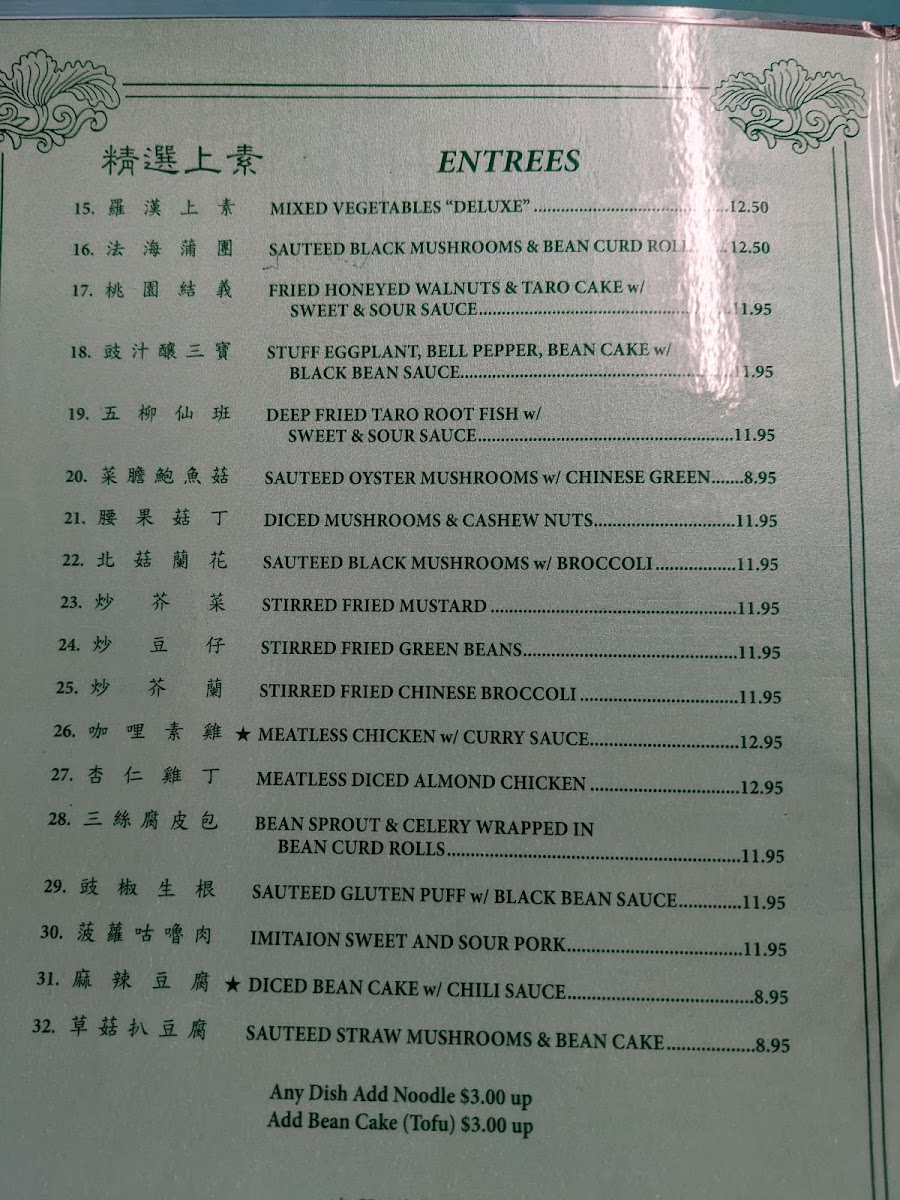 精選上素 ENTREES
15. 羅漢上素 MIXED VEGETABLES “DELUXE”..........12.50
16. 法海蒲團 SAUTEED BLACK MUSHROOMS & BEAN CURD ROLL...12.50
17. 桃園結義 FRIED HONEYED WALNUTS & TARO CAKE w/
SWEET & SOUR SAUCE..........11.95
18. 豉汁釀三寶 STUFF EGGPLANT, BELL PEPPER, BEAN CAKE w/
BLACK BEAN SAUCE..........11.95
19. 五柳仙班 DEEP FRIED TARO ROOT FISH w/
SWEET & SOUR SAUCE..........11.95
20. 菜膽鮑魚菇 SAUTEED OYSTER MUSHROOMS w/ CHINESE GREEN.......8.95
21. 腰果菇丁 DICED MUSHROOMS & CASHEW NUTS..........11.95
22. 北菇蘭花 SAUTEED BLACK MUSHROOMS w/ BROCCOLI..........11.95
23. 炒芥菜 STIRRED FRIED MUSTARD..........11.95
24. 炒豆仔 STIRRED FRIED GREEN BEANS..........11.95
25. 炒芥蘭 STIRRED FRIED CHINESE BROCCOLI..........11.95
26. 咖哩素雞 ★ MEATLESS CHICKEN w/ CURRY SAUCE..........12.95
27. 杏仁雞丁 MEATLESS DICED ALMOND CHICKEN..........12.95
28. 三絲腐皮包 BEAN SPROUT & CELERY WRAPPED IN
BEAN CURD ROLLS..........11.95
29. 豉椒生根 SAUTEED GLUTEN PUFF w/ BLACK BEAN SAUCE..........11.95
30. 菠蘿咕嚕肉 IMITAION SWEET AND SOUR PORK..........11.95
31. 麻辣豆腐 ★ DICED BEAN CAKE w/ CHILI SAUCE..........8.95
32. 草菇扒豆腐 SAUTEED STRAW MUSHROOMS & BEAN CAKE..........8.95
Any Dish Add Noodle $3.00 up
Add Bean Cake (Tofu) $3.00 up